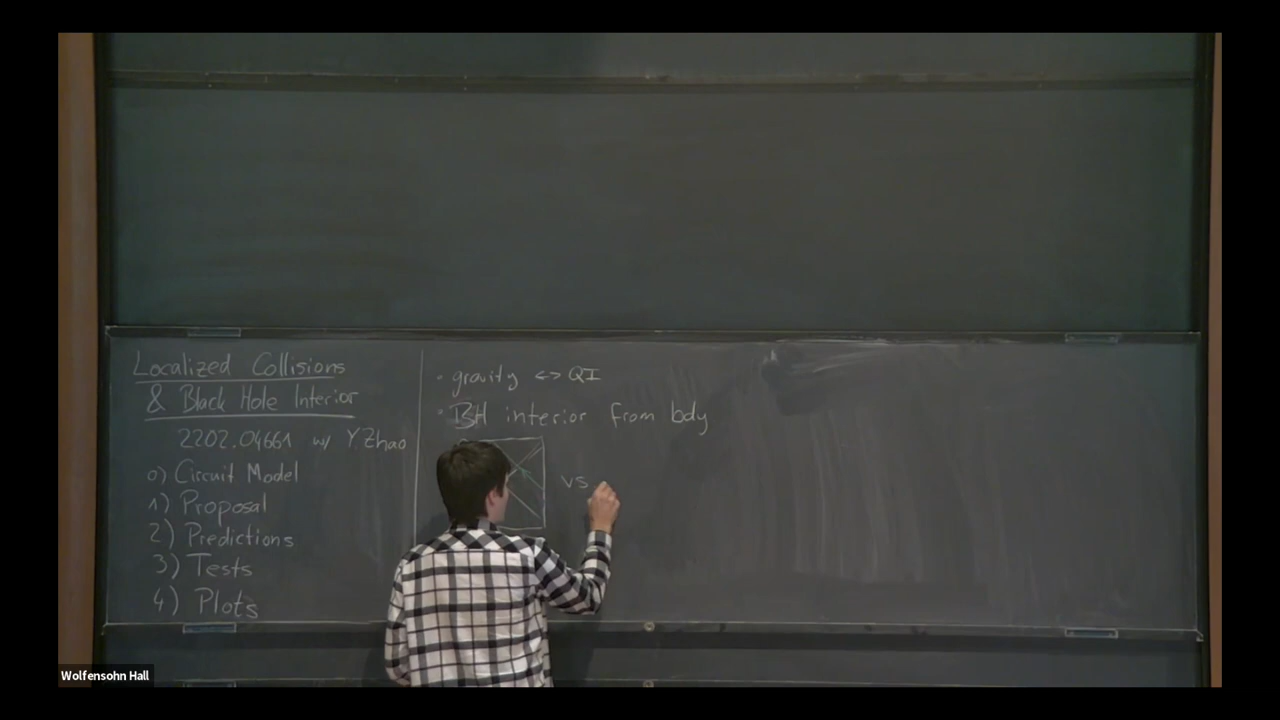 Localized Collisions
& Black Hole Interior
2202.04661 w/ Y Zhao
0) Circuit Model
1) Proposal
2) Predictions
3) Tests
4) Plots
• gravity <-> QI
• BH interior from bdy
vs
Wolfensohn Hall